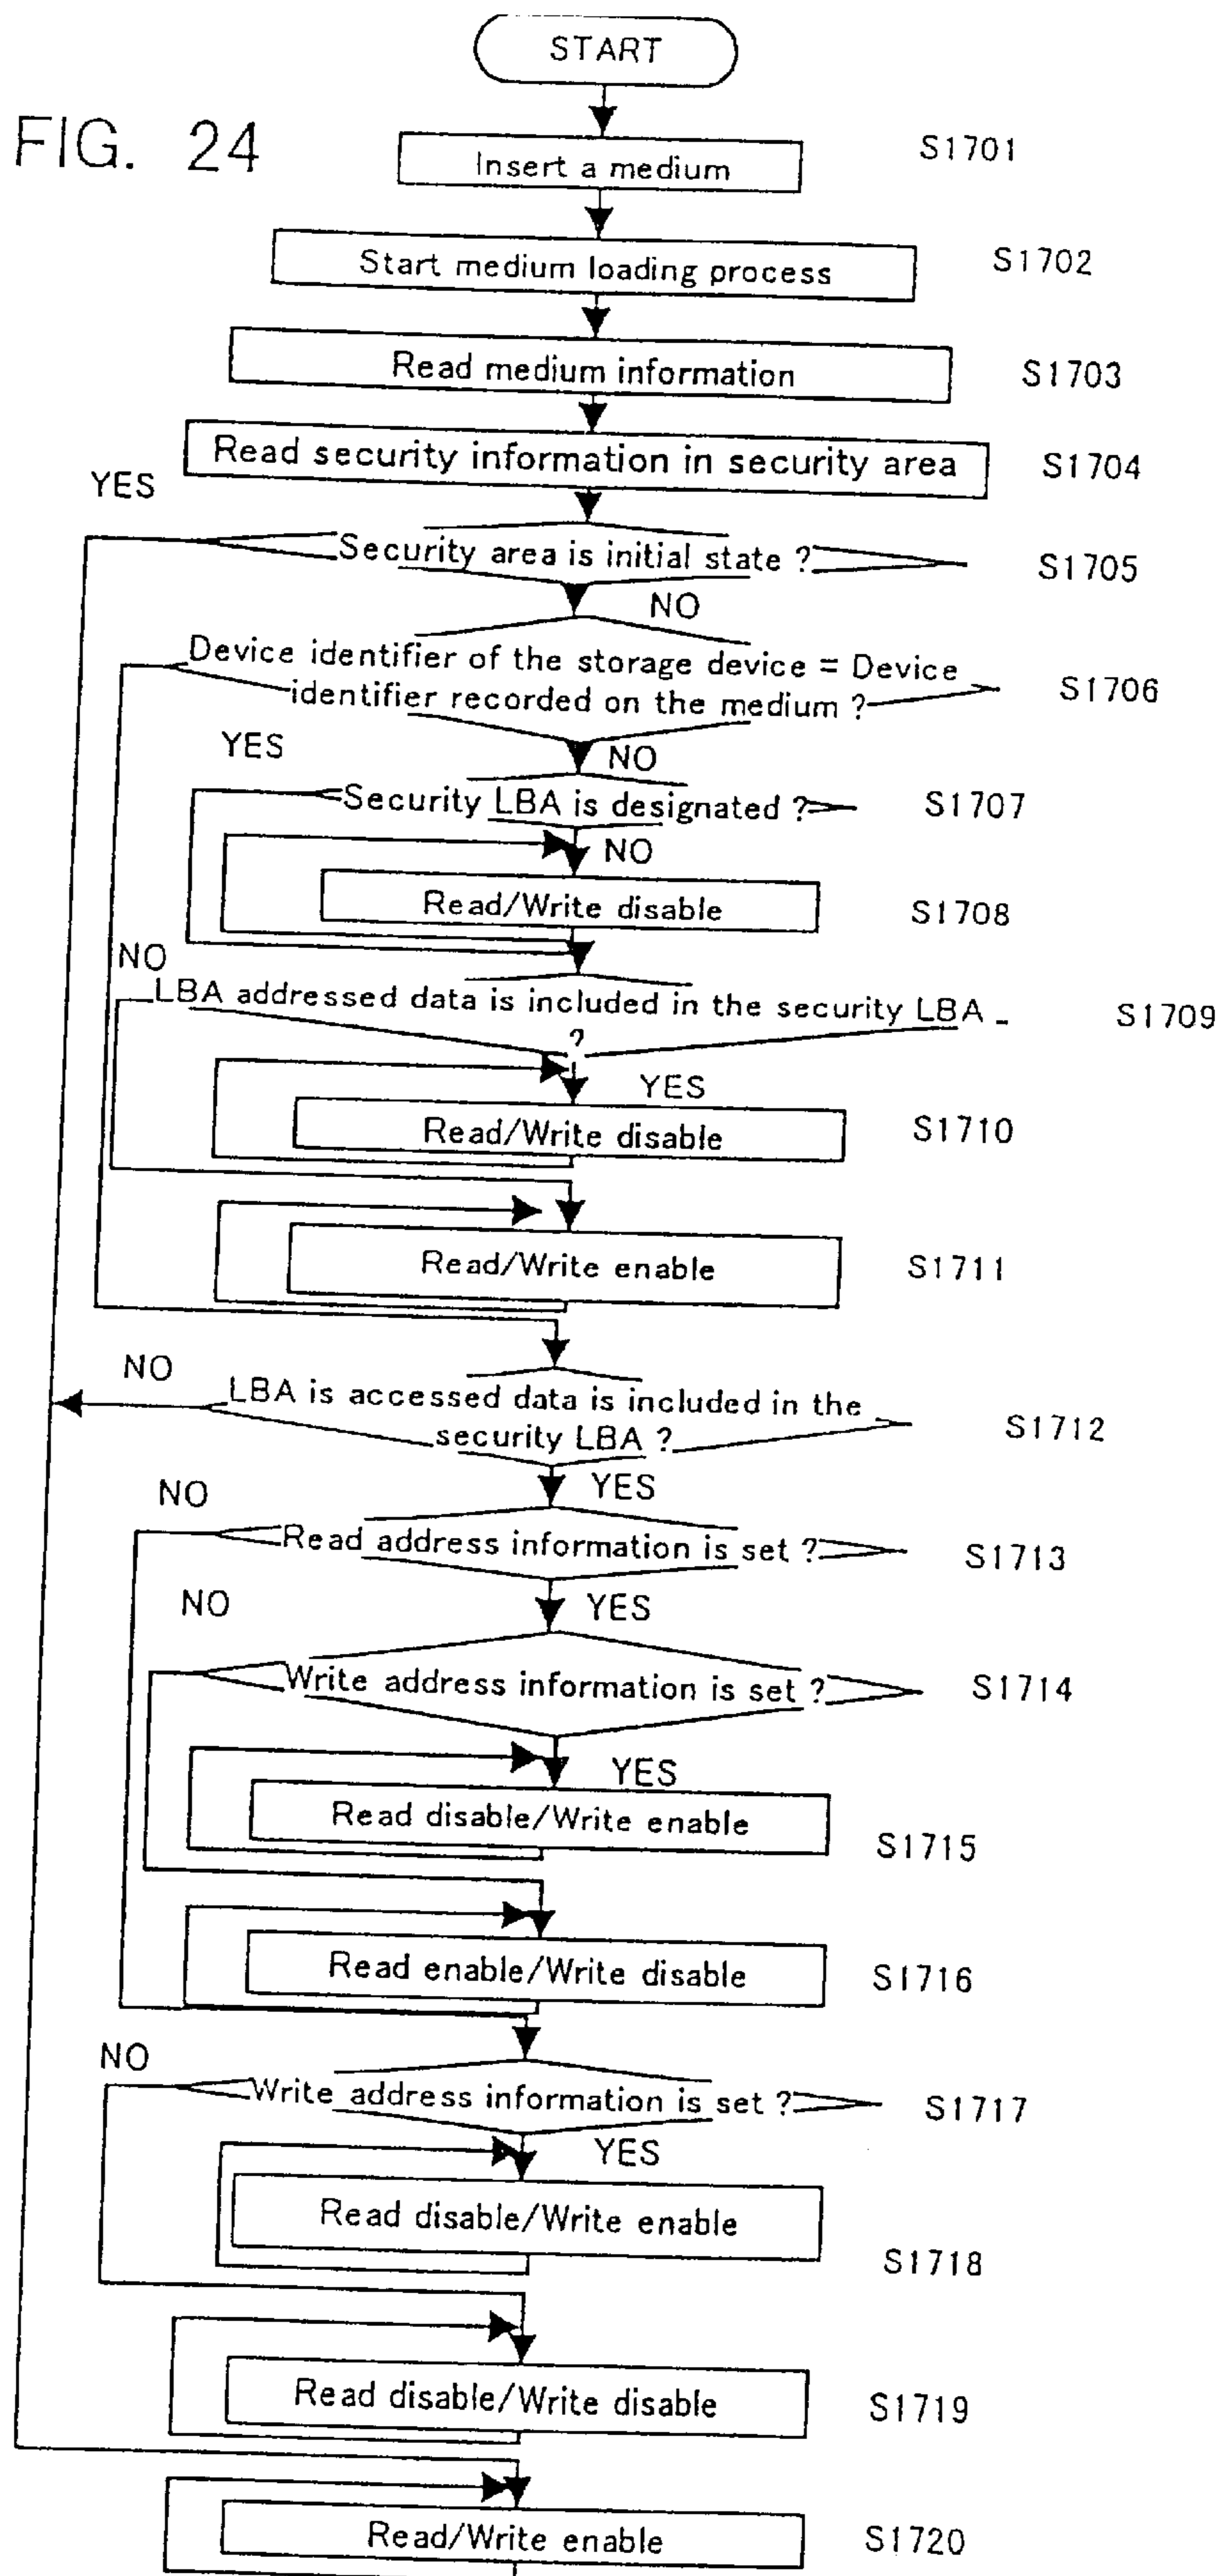 START
FIG. 24
Insert a medium
S1701
Start medium loading process
S1702
Read medium information
S1703
Read security information in security area
S1704
YES
Security area is initial state ?
S1705
NO
Device identifier of the storage device = Device
identifier recorded on the medium ?
S1706
YES
NO
Security LBA is designated ?
S1707
NO
Read/Write disable
S1708
NO
LBA addressed data is included in the security LBA
?
S1709
YES
Read/Write disable
S1710
Read/Write enable
S1711
NO
LBA is accessed data is included in the
security LBA ?
S1712
YES
NO
Read address information is set ?
S1713
YES
NO
Write address information is set ?
S1714
YES
Read disable/Write enable
S1715
Read enable/Write disable
S1716
NO
Write address information is set ?
S1717
YES
Read disable/Write enable
S1718
Read disable/Write disable
S1719
Read/Write enable
S1720